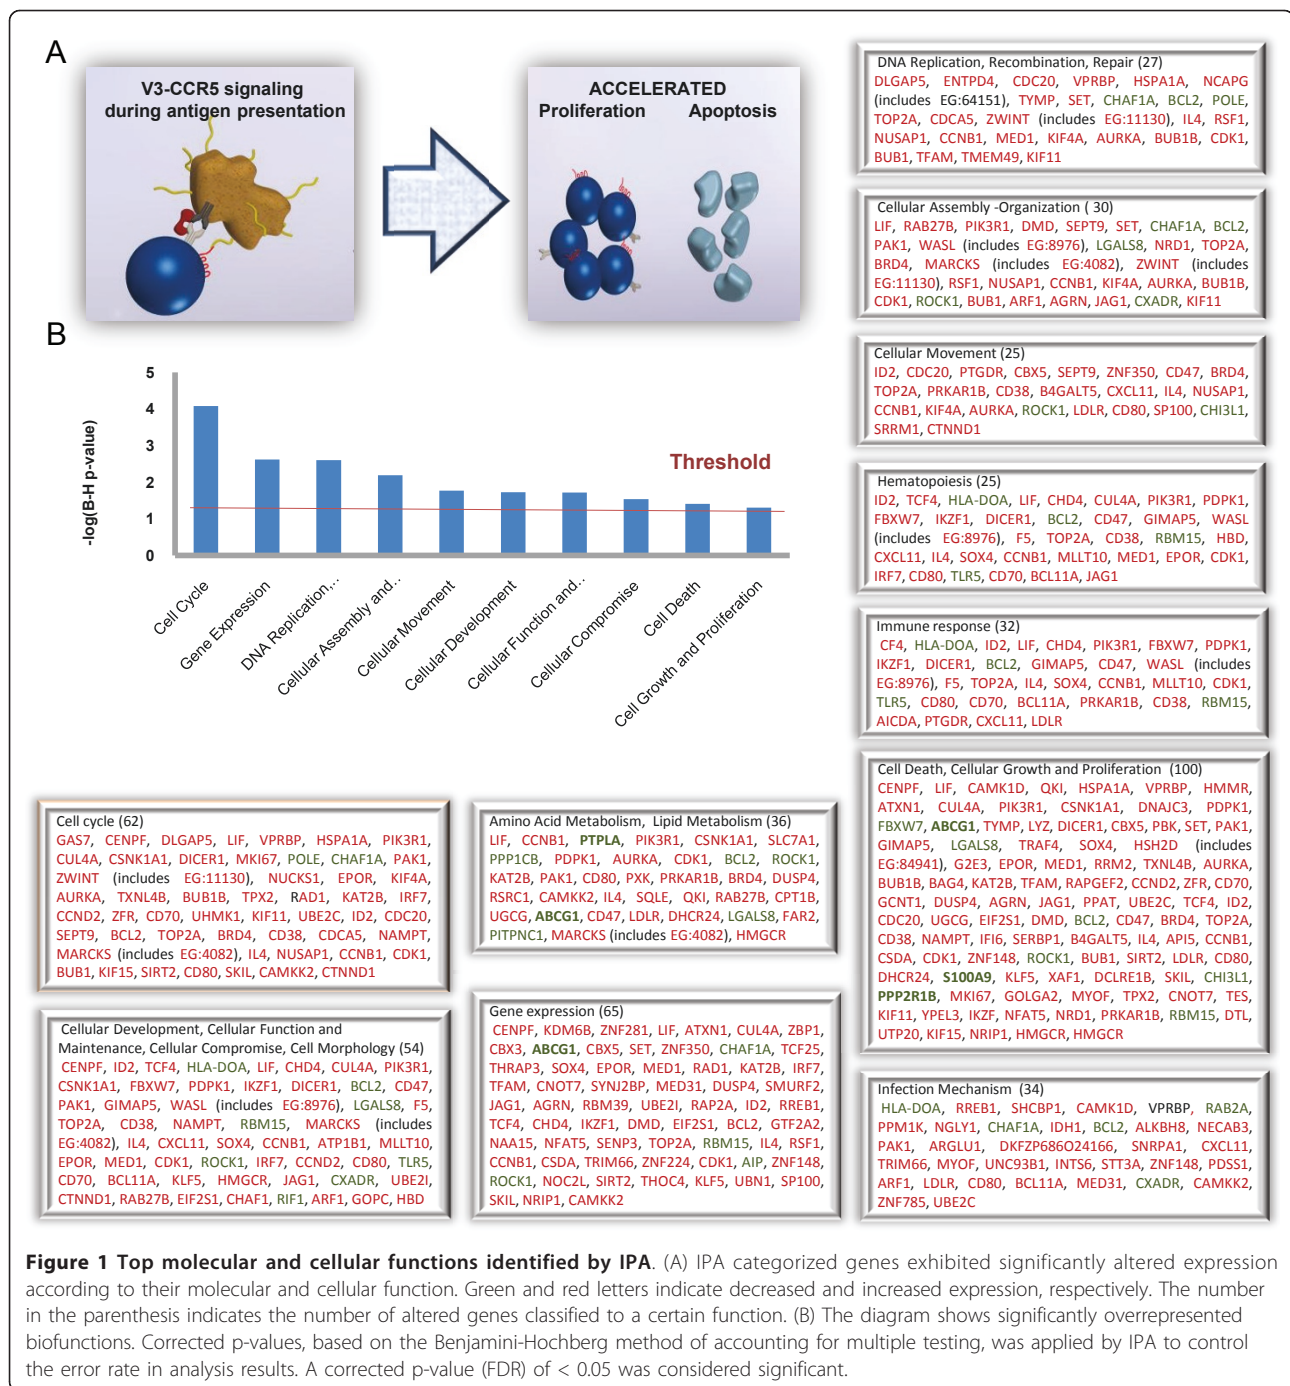 A
V3-CCR5 signaling
during antigen presentation
ACCELERATED
Proliferation Apoptosis
B
5
4
3
2
1
0
-log(B-H p-value)
Threshold
Cell Cycle
Gene Expression
DNA Replication,...
Cellular Assembly and..
Cellular Movement
Cellular Development
Cellular Function and..
Cellular Compromise
Cell Death
Cell Growth and Proliferation
DNA Replication, Recombination, Repair (27)
DLGAP5, ENTPD4, CDC20, VPRBP, HSPA1A, NCAPG
(includes EG:64151), TYMP, SET, CHAF1A, BCL2, POLE,
TOP2A, CDCA5, ZWINT (includes EG:11130), IL4, RSF1,
NUSAP1, CCNB1, MED1, KIF4A, AURKA, BUB1B, CDK1,
BUB1, TFAM, TMEM49, KIF11
Cellular Assembly -Organization ( 30)
LIF, RAB27B, PIK3R1, DMD, SEPT9, SET, CHAF1A, BCL2,
PAK1, WASL (includes EG:8976), LGALS8, NRD1, TOP2A,
BRD4, MARCKS (includes EG:4082), ZWINT (includes
EG:11130), RSF1, NUSAP1, CCNB1, KIF4A, AURKA, BUB1B,
CDK1, ROCK1, BUB1, ARF1, AGRN, JAG1, CXADR, KIF11
Cellular Movement (25)
ID2, CDC20, PTGDR, CBX5, SEPT9, ZNF350, CD47, BRD4,
TOP2A, PRKAR1B, CD38, B4GALT5, CXCL11, IL4, NUSAP1,
CCNB1, KIF4A, AURKA, ROCK1, LDLR, CD80, SP100, CHI3L1,
SRRM1, CTNND1
Hematopoiesis (25)
ID2, TCF4, HLA-DOA, LIF, CHD4, CUL4A, PIK3R1, PDPK1,
FBXW7, IKZF1, DICER1, BCL2, CD47, GIMAP5, WASL
(includes EG:8976), F5, TOP2A, CD38, RBM15, HBD,
CXCL11, IL4, SOX4, CCNB1, MLLT10, MED1, EPOR, CDK1,
IRF7, CD80, TLR5, CD70, BCL11A, JAG1
Immune response (32)
CF4, HLA-DOA, ID2, LIF, CHD4, PIK3R1, FBXW7, PDPK1,
IKZF1, DICER1, BCL2, GIMAP5, CD47, WASL (includes
EG:8976), F5, TOP2A, IL4, SOX4, CCNB1, MLLT10, CDK1,
TLR5, CD80, CD70, BCL11A, PRKAR1B, CD38, RBM15,
AICDA, PTGDR, CXCL11, LDLR
Cell Death, Cellular Growth and Proliferation (100)
CENPF, LIF, CAMK1D, QKI, HSPA1A, VPRBP, HMMR,
ATXN1, CUL4A, PIK3R1, CSNK1A1, DNAJC3, PDPK1,
FBXW7, ABCG1, TYMP, LYZ, DICER1, CBX5, PBK, SET, PAK1,
GIMAP5, LGALS8, TRAF4, SOX4, HSH2D (includes
EG:84941), G2E3, EPOR, MED1, RRM2, TXNL4B, AURKA,
BUB1B, BAG4, KAT2B, TFAM, RAPGEF2, CCND2, ZFR, CD70,
GCNT1, DUSP4, AGRN, JAG1, PPAT, UBE2C, TCF4, ID2,
CDC20, UGCG, EIF2S1, DMD, BCL2, CD47, BRD4, TOP2A,
CD38, NAMPT, IFI6, SERBP1, B4GALT5, IL4, API5, CCNB1,
CSDA, CDK1, ZNF148, ROCK1, BUB1, SIRT2, LDLR, CD80,
DHCR24, S100A9, KLF5, XAF1, DCLRE1B, SKIL, CHI3L1,
PPP2R1B, MKI67, GOLGA2, MYOF, TPX2, CNOT7, TES,
KIF11, YPEL3, IKZF, NFAT5, NRD1, PRKAR1B, RBM15, DTL,
UTP20, KIF15, NRIP1, HMGCR, HMGCR
Infection Mechanism (34)
HLA-DOA, RREB1, SHCBP1, CAMK1D, VPRBP, RAB2A,
PPM1K, NGLY1, CHAF1A, IDH1, BCL2, ALKBH8, NECAB3,
PAK1, ARGLU1, DKFZP686O24166, SNRPA1, CXCL11,
TRIM66, MYOF, UNC93B1, INTS6, STT3A, ZNF148, PDSS1,
ARF1, LDLR, CD80, BCL11A, MED31, CXADR, CAMKK2,
ZNF785, UBE2C
Cell cycle (62)
GAS7, CENPF, DLGAP5, LIF, VPRBP, HSPA1A, PIK3R1,
CUL4A, CSNK1A1, DICER1, MKI67, POLE, CHAF1A, PAK1,
ZWINT (includes EG:11130), NUCKS1, EPOR, KIF4A,
AURKA, TXNL4B, BUB1B, TPX2, RAD1, KAT2B, IRF7,
CCND2, ZFR, CD70, UHMK1, KIF11, UBE2C, ID2, CDC20,
SEPT9, BCL2, TOP2A, BRD4, CD38, CDCA5, NAMPT,
MARCKS (includes EG:4082), IL4, NUSAP1, CCNB1, CDK1,
BUB1, KIF15, SIRT2, CD80, SKIL, CAMKK2, CTNND1
Cellular Development, Cellular Function and
Maintenance, Cellular Compromise, Cell Morphology (54)
CENPF, ID2, TCF4, HLA-DOA, LIF, CHD4, CUL4A, PIK3R1,
CSNK1A1, FBXW7, PDPK1, IKZF1, DICER1, BCL2, CD47,
PAK1, GIMAP5, WASL (includes EG:8976), LGALS8, F5,
TOP2A, CD38, NAMPT, RBM15, MARCKS (includes
EG:4082), IL4, CXCL11, SOX4, CCNB1, ATP1B1, MLLT10,
EPOR, MED1, CDK1, ROCK1, IRF7, CCND2, CD80, TLR5,
CD70, BCL11A, KLF5, HMGCR, JAG1, CXADR, UBE2I,
CTNND1, RAB27B, EIF2S1, CHAF1, RIF1, ARF1, GOPC, HBD
Amino Acid Metabolism, Lipid Metabolism (36)
LIF, CCNB1, PTPLA, PIK3R1, CSNK1A1, SLC7A1,
PPP1CB, PDPK1, AURKA, CDK1, BCL2, ROCK1,
KAT2B, PAK1, CD80, PXK, PRKAR1B, BRD4, DUSP4,
RSRC1, CAMKK2, IL4, SQLE, QKI, RAB27B, CPT1B,
UGCG, ABCG1, CD47, LDLR, DHCR24, LGALS8, FAR2,
PITPNC1, MARCKS (includes EG:4082), HMGCR
Gene expression (65)
CENPF, KDM6B, ZNF281, LIF, ATXN1, CUL4A, ZBP1,
CBX3, ABCG1, CBX5, SET, ZNF350, CHAF1A, TCF25,
THRAP3, SOX4, EPOR, MED1, RAD1, KAT2B, IRF7,
TFAM, CNOT7, SYNJ2BP, MED31, DUSP4, SMURF2,
JAG1, AGRN, RBM39, UBE2I, RAP2A, ID2, RREB1,
TCF4, CHD4, IKZF1, DMD, EIF2S1, BCL2, GTF2A2,
NAA15, NFAT5, SENP3, TOP2A, RBM15, IL4, RSF1,
CCNB1, CSDA, TRIM66, ZNF224, CDK1, AIP, ZNF148,
ROCK1, NOC2L, SIRT2, THOC4, KLF5, UBN1, SP100,
SKIL, NRIP1, CAMKK2
Figure 1 Top molecular and cellular functions identified by IPA. (A) IPA categorized genes exhibited significantly altered expression
according to their molecular and cellular function. Green and red letters indicate decreased and increased expression, respectively. The number
in the parenthesis indicates the number of altered genes classified to a certain function. (B) The diagram shows significantly overrepresented
biofunctions. Corrected p-values, based on the Benjamini-Hochberg method of accounting for multiple testing, was applied by IPA to control
the error rate in analysis results. A corrected p-value (FDR) of < 0.05 was considered significant.